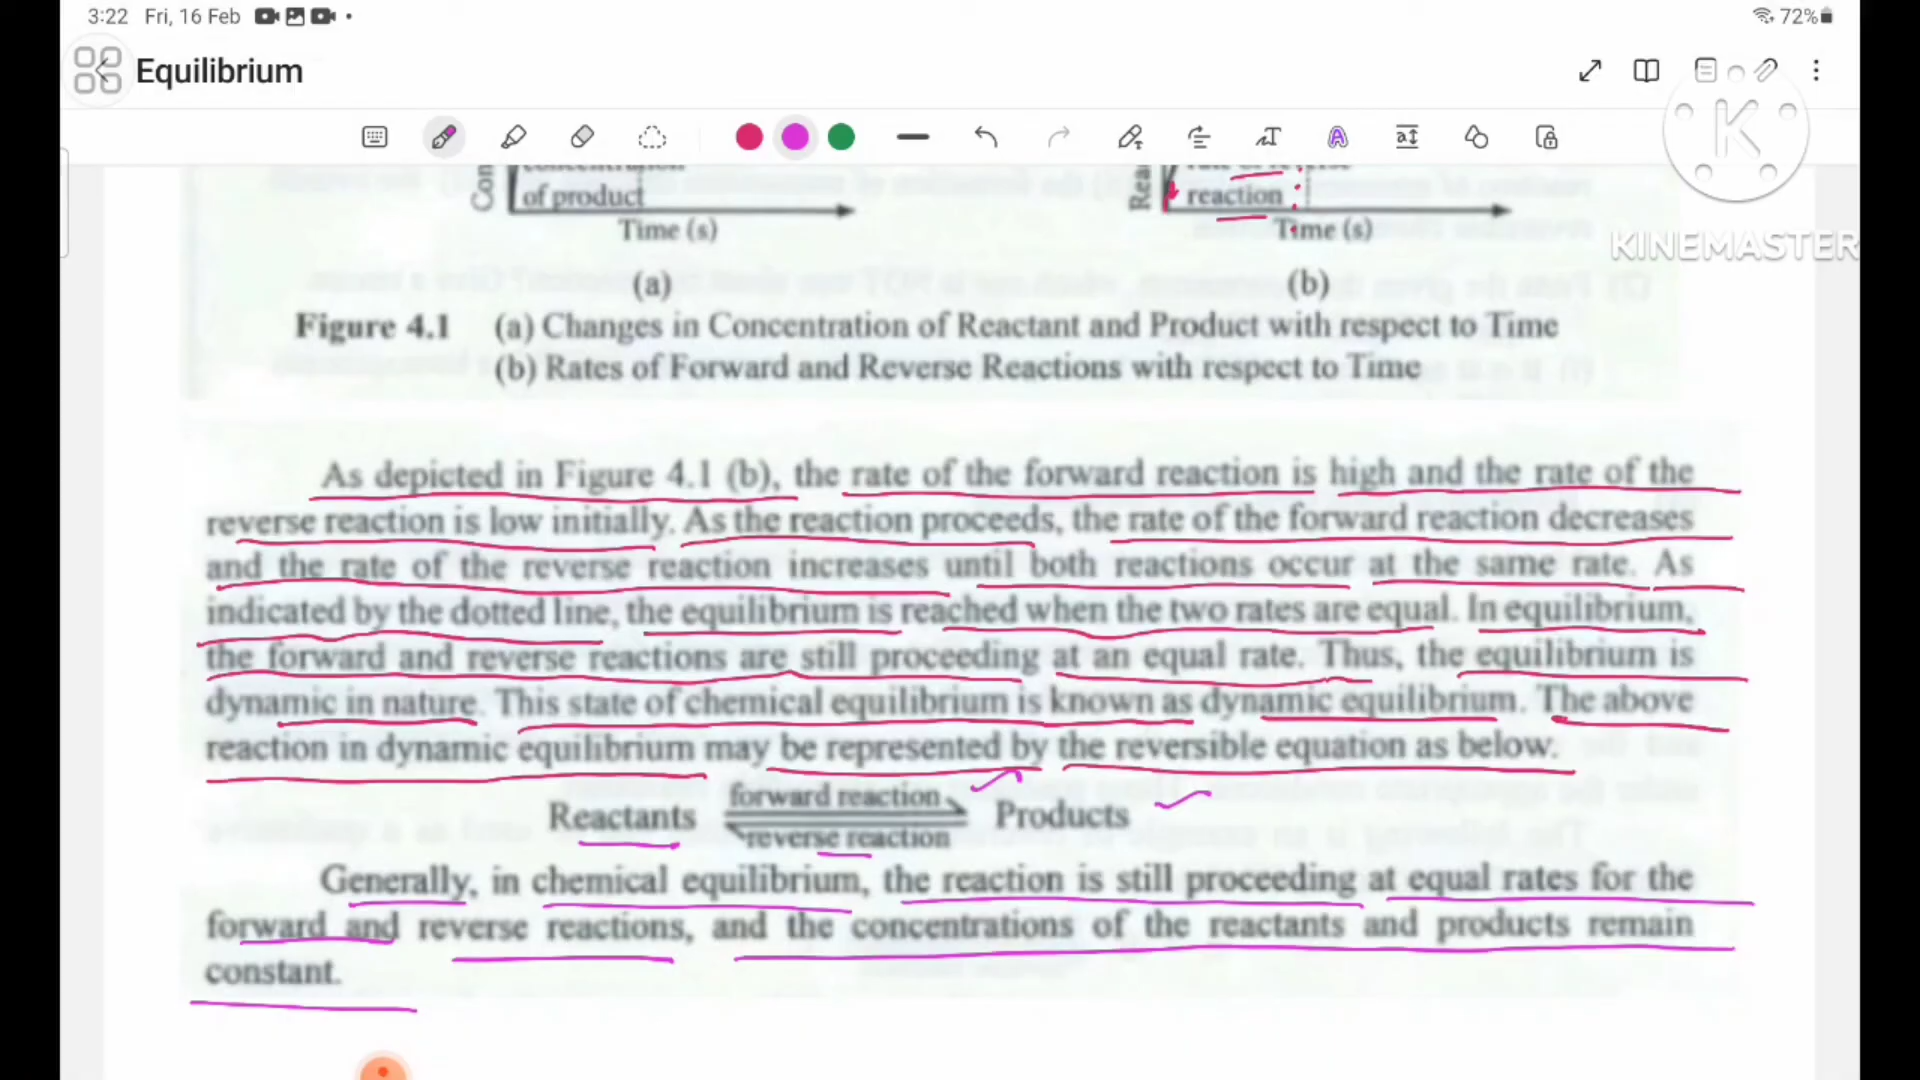 3:22 Fri, 16 Feb
72%
Equilibrium
K
KINEMASTER
Con
of product
Time (s)
(a)
Rea
reaction
Time (s)
(b)
Figure 4.1 (a) Changes in Concentration of Reactant and Product with respect to Time
(b) Rates of Forward and Reverse Reactions with respect to Time
As depicted in Figure 4.1 (b), the rate of the forward reaction is high and the rate of the
reverse reaction is low initially. As the reaction proceeds, the rate of the forward reaction decreases
and the rate of the reverse reaction increases until both reactions occur at the same rate. As
indicated by the dotted line, the equilibrium is reached when the two rates are equal. In equilibrium,
the forward and reverse reactions are still proceeding at an equal rate. Thus, the equilibrium is
dynamic in nature. This state of chemical equilibrium is known as dynamic equilibrium. The above
reaction in dynamic equilibrium may be represented by the reversible equation as below.
forward reaction
Reactants Products
reverse reaction
Generally, in chemical equilibrium, the reaction is still proceeding at equal rates for the
forward and reverse reactions, and the concentrations of the reactants and products remain
constant.